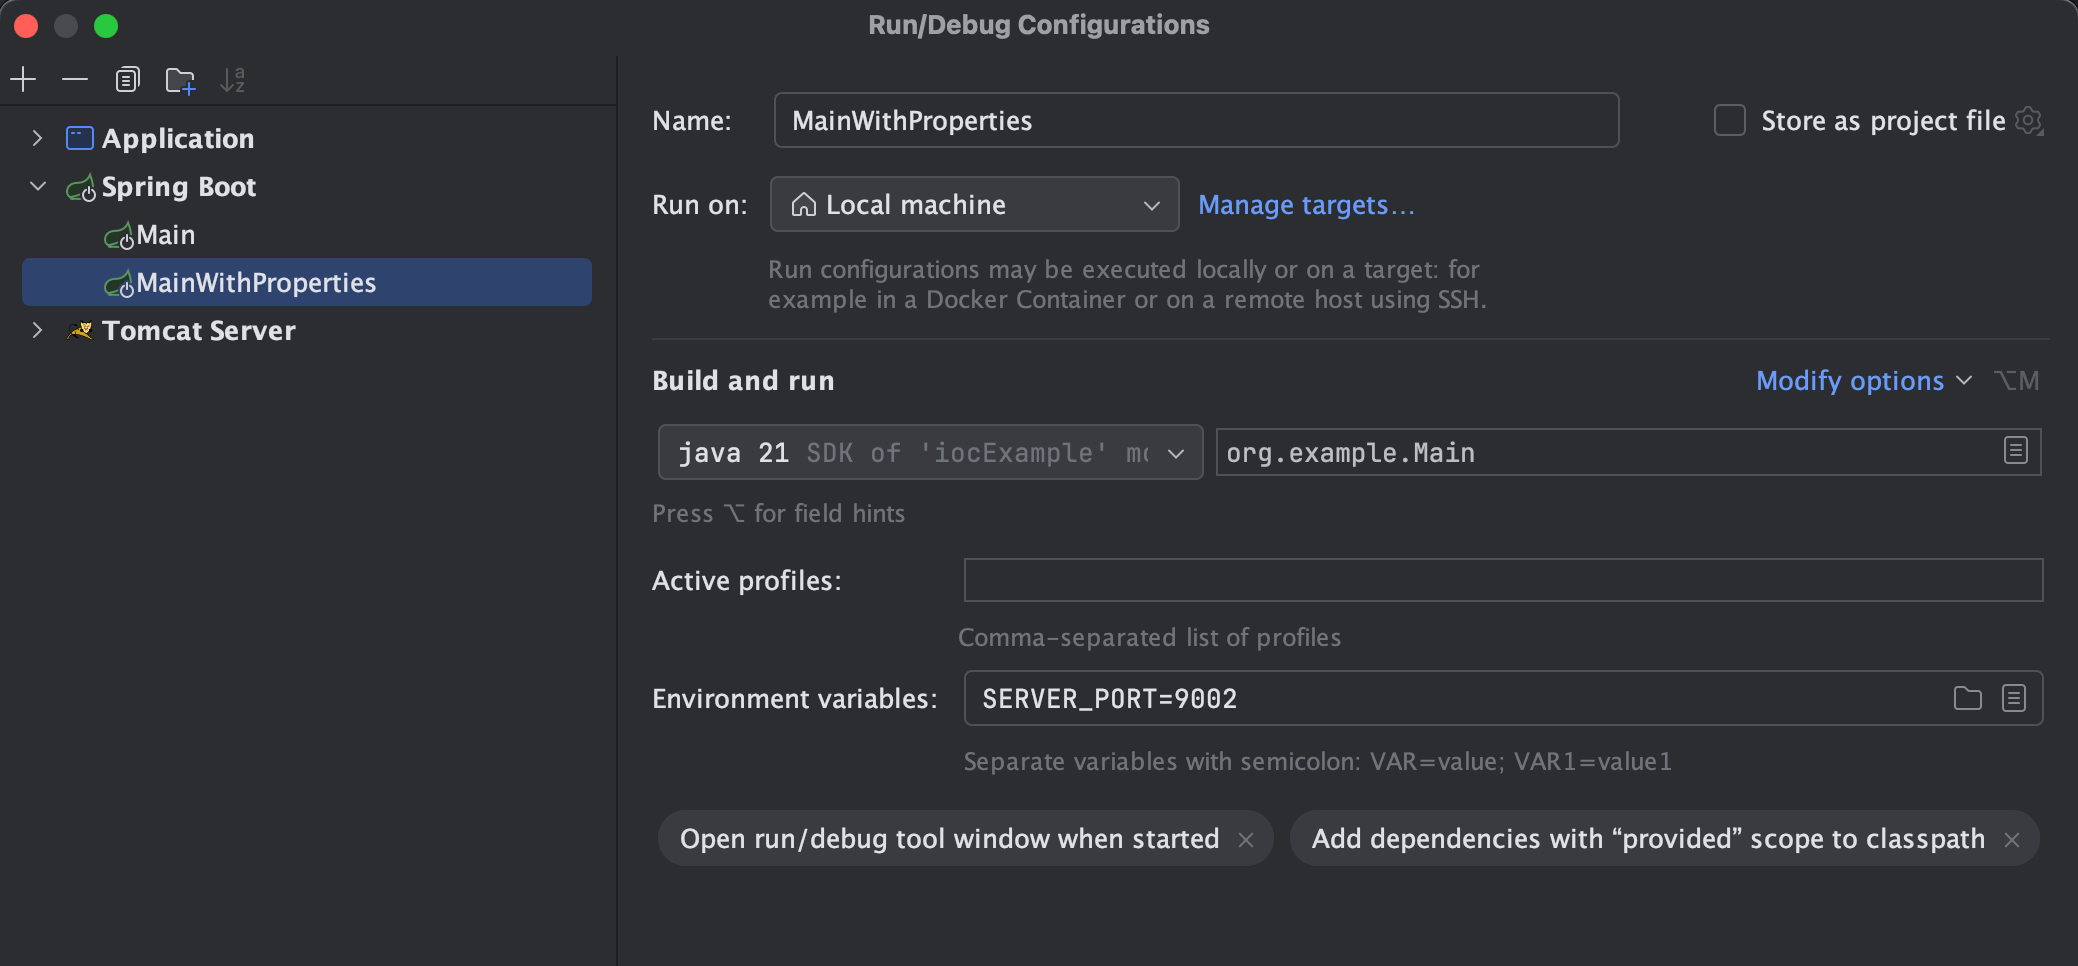 Run/Debug Configurations
Application
Spring Boot
Main
MainWithProperties
Tomcat Server
Name: MainWithProperties Store as project file
Run on: Local machine Manage targets...
Run configurations may be executed locally or on a target: for
example in a Docker Container or on a remote host using SSH.
Build and run Modify options ⌥M
java 21 SDK of 'iocExample' mo org.example.Main
Press ⌥ for field hints
Active profiles:
Comma-separated list of profiles
Environment variables: SERVER_PORT=9002
Separate variables with semicolon: VAR=value; VAR1=value1
Open run/debug tool window when started × Add dependencies with “provided” scope to classpath ×